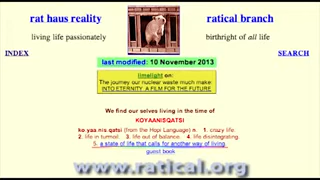 rat haus reality
ratical branch
living life passionately
birthright of all life
INDEX
SEARCH
last modified: 10 November 2013
limelight on:
The journey our nuclear waste much make:
INTO ETERNITY A FILM FOR THE FUTURE
We find our selves living in the time of
KOYAANISQATSI
ko yaa nis qatsi (from the Hopi Language) n. 1. crazy life.
2. life in turmoil. 3. life out of balance. 4. life disintegrating.
5. a state of life that calls for another way of living
guest book
www.ratical.org